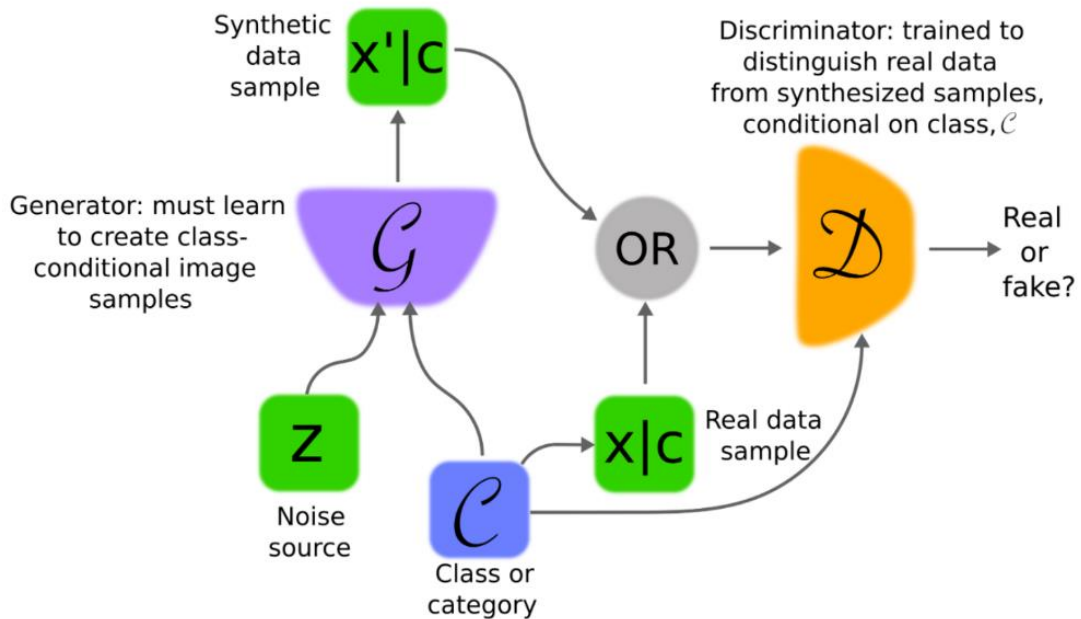 Synthetic
data
sample
x'|c
Discriminator: trained to
distinguish real data
from synthesized samples,
conditional on class, 𝒞
Generator: must learn
to create class-
conditional image
samples
𝒢
OR
𝒟
Real
or
fake?
z
Noise
source
𝒞
Class or
category
x|c
Real data
sample